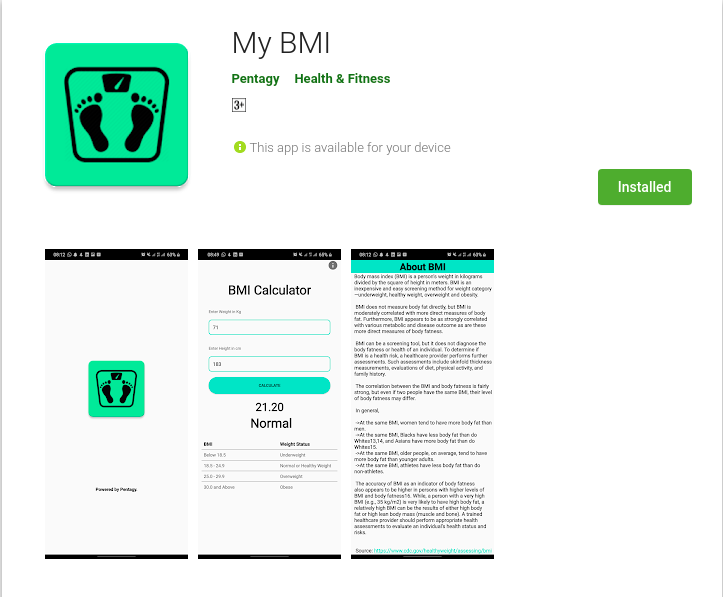 My BMI
Pentagy Health & Fitness
3+
This app is available for your device
Installed
08:12
60%
Powered by Pentagy.
08:49
60%
BMI Calculator
Enter Weight in Kg
71
Enter Height in cm
183
CALCULATE
21.20
Normal
BMI Weight Status
Below 18.5 Underweight
18.5 - 24.9 Normal or Healthy Weight
25.0 - 29.9 Overweight
30.0 and Above Obese
08:12
60%
About BMI
Body mass index (BMI) is a person's weight in kilograms
divided by the square of height in meters. BMI is an
inexpensive and easy screening method for weight category
—underweight, healthy weight, overweight and obesity.
BMI does not measure body fat directly, but BMI is
moderately correlated with more direct measures of body
fat. Furthermore, BMI appears to be as strongly correlated
with various metabolic and disease outcome as are these
more direct measures of body fatness.
BMI can be a screening tool, but it does not diagnose the
body fatness or health of an individual. To determine if
BMI is a health risk, a healthcare provider performs further
assessments. Such assessments include skinfold thickness
measurements, evaluations of diet, physical activity, and
family history.
The correlation between the BMI and body fatness is fairly
strong, but even if two people have the same BMI, their level
of body fatness may differ.
In general,
->At the same BMI, women tend to have more body fat than
men.
->At the same BMI, Blacks have less body fat than do
Whites13,14, and Asians have more body fat than do
Whites15.
->At the same BMI, older people, on average, tend to have
more body fat than younger adults.
->At the same BMI, athletes have less body fat than do
non-athletes.
The accuracy of BMI as an indicator of body fatness
also appears to be higher in persons with higher levels of
BMI and body fatness16. While, a person with a very high
BMI (e.g., 35 kg/m2) is very likely to have high body fat, a
relatively high BMI can be the results of either high body
fat or high lean body mass (muscle and bone). A trained
healthcare provider should perform appropriate health
assessments to evaluate an individual's health status and
risks.
Source: https://www.cdc.gov/healthyweight/assessing/bmi